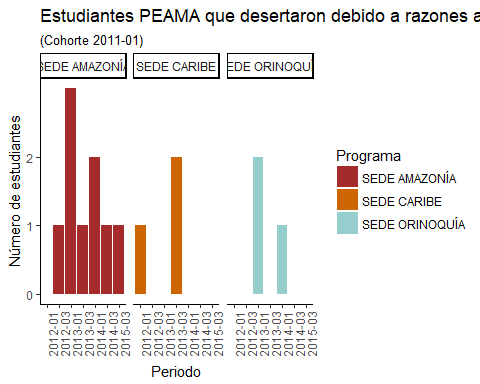 Estudiantes PEAMA que desertaron debido a razones a
(Cohorte 2011-01)
SEDE AMAZONÍA
SEDE CARIBE
EDE ORINOQUÍ
Número de estudiantes
2
1
0
2012-01
2012-03
2013-01
2013-03
2014-01
2014-03
2015-03
2012-01
2012-03
2013-01
2013-03
2014-01
2014-03
2015-03
2012-01
2012-03
2013-01
2013-03
2014-01
2014-03
2015-03
Periodo
Programa
SEDE AMAZONÍA
SEDE CARIBE
SEDE ORINOQUÍA